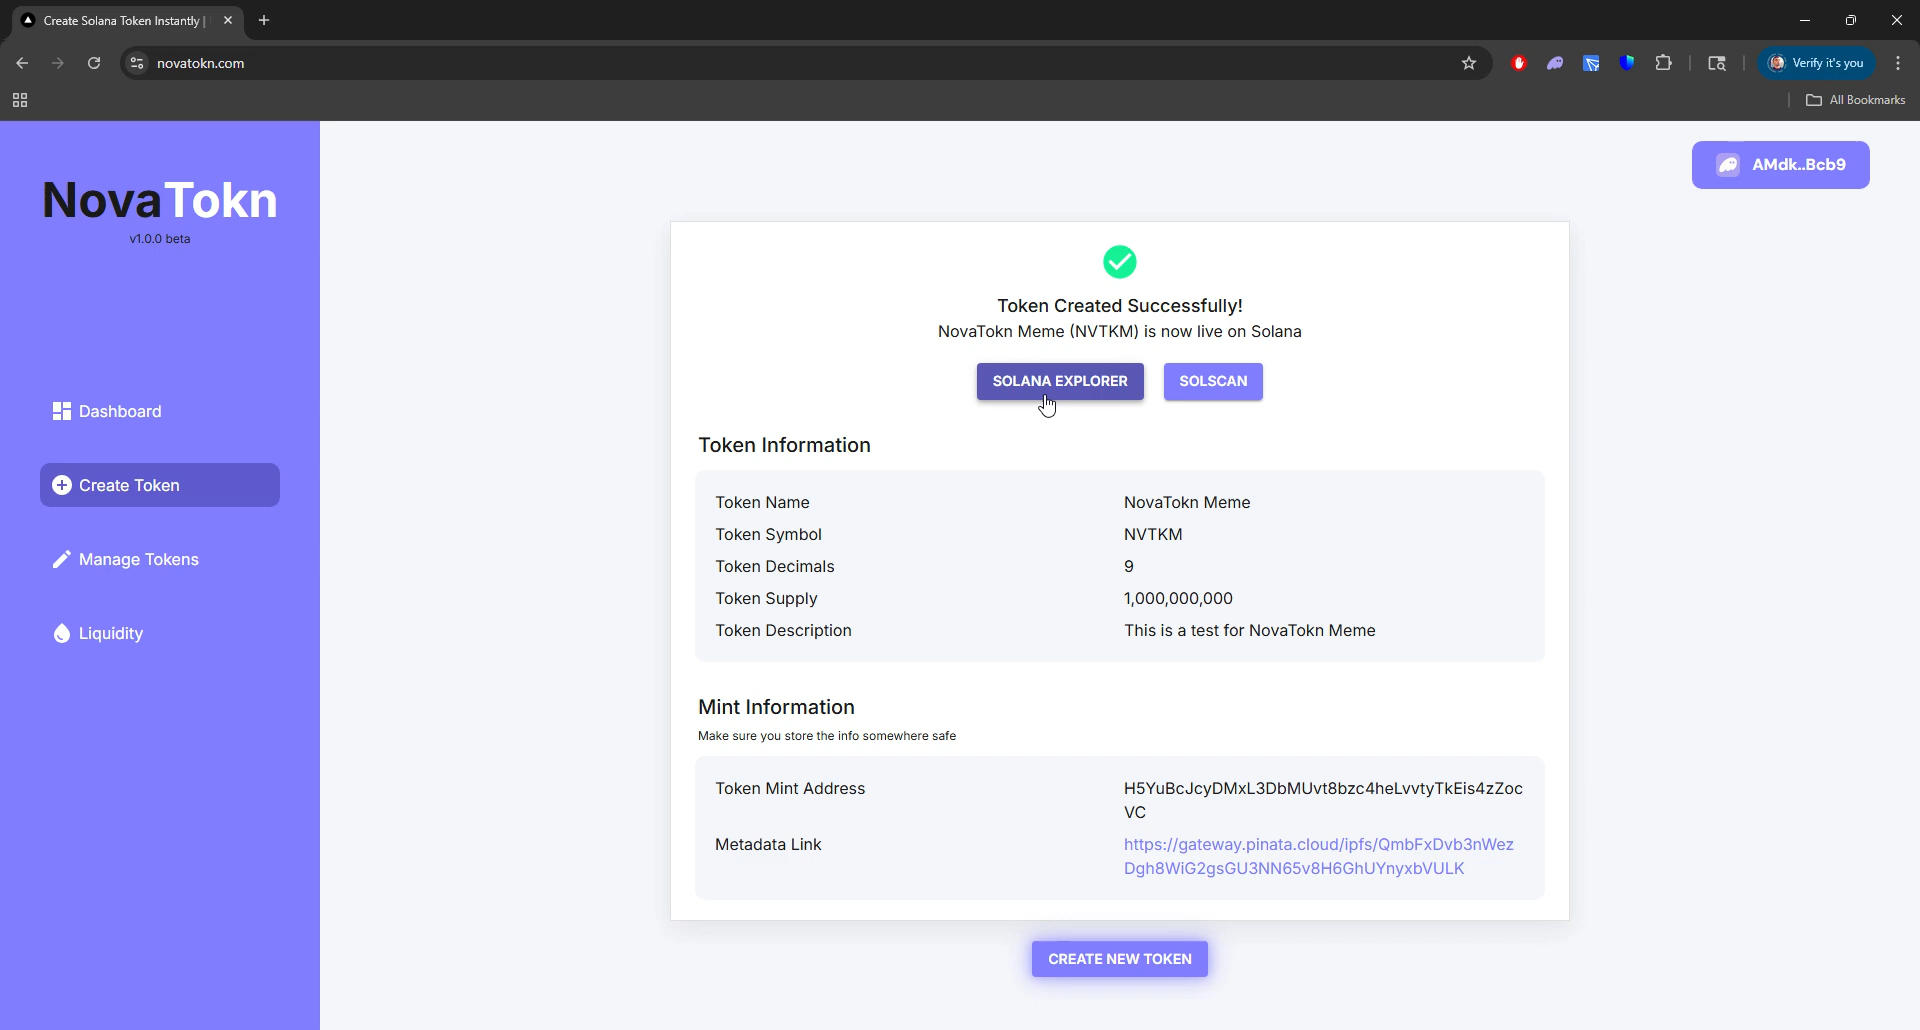 Create Solana Token Instantly |
novatokn.com
Verify it's you
All Bookmarks
NovaTokn
v1.0.0 beta
AMdk..Bcb9
Dashboard
Create Token
Manage Tokens
Liquidity
Token Created Successfully!
NovaTokn Meme (NVTKM) is now live on Solana
SOLANA EXPLORER SOLSCAN
Token Information
Token Name NovaTokn Meme
Token Symbol NVTKM
Token Decimals 9
Token Supply 1,000,000,000
Token Description This is a test for NovaTokn Meme
Mint Information
Make sure you store the info somewhere safe
Token Mint Address H5YuBcJcyDMxL3DbMUvt8bzc4heLvvtyTkEis4zZoc
VC
Metadata Link https://gateway.pinata.cloud/ipfs/QmbFxDvb3nWez
Dgh8WiG2gsGU3NN65v8H6GhUYnyxbVULK
CREATE NEW TOKEN